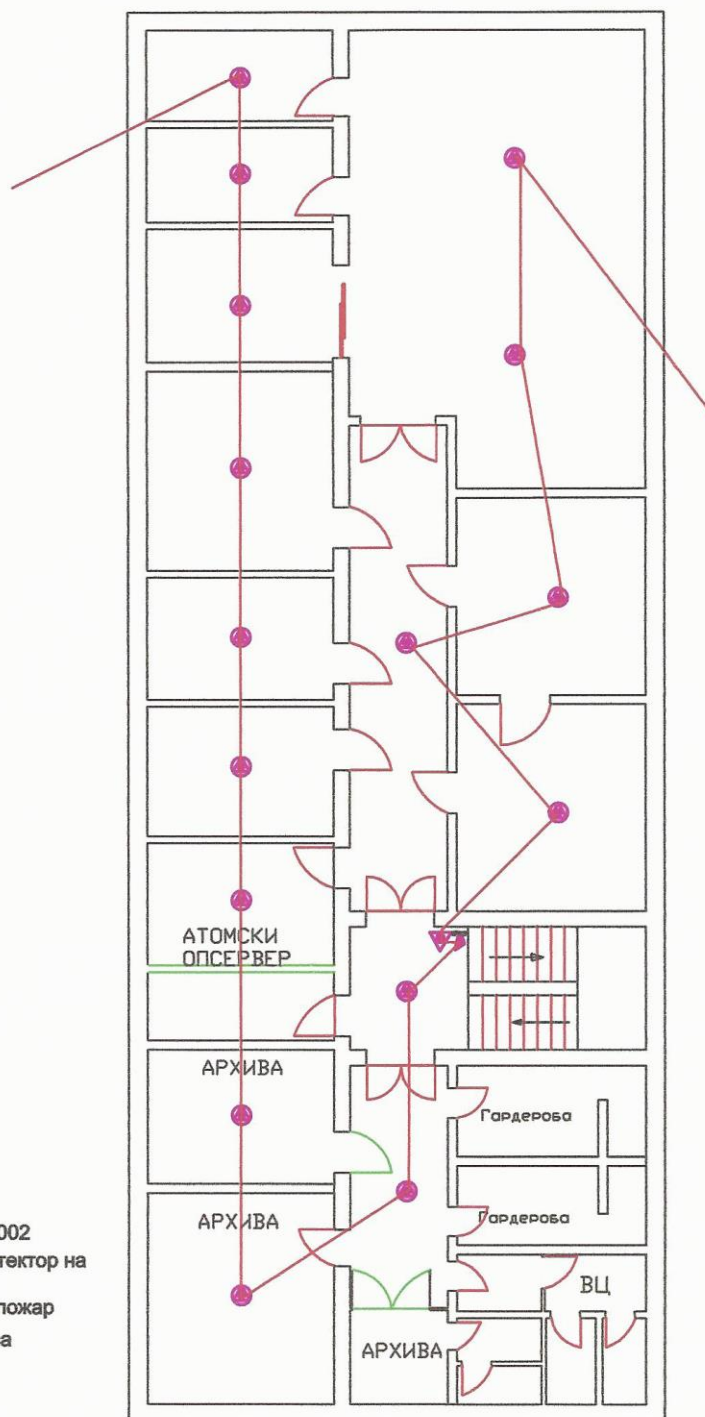 АТОМСКИ
ОПСЕРВЕР
АРХИВА
Гардероба
АРХИВА
Гардероба
ВЦ
АРХИВА
002
тектор на
пожар
а